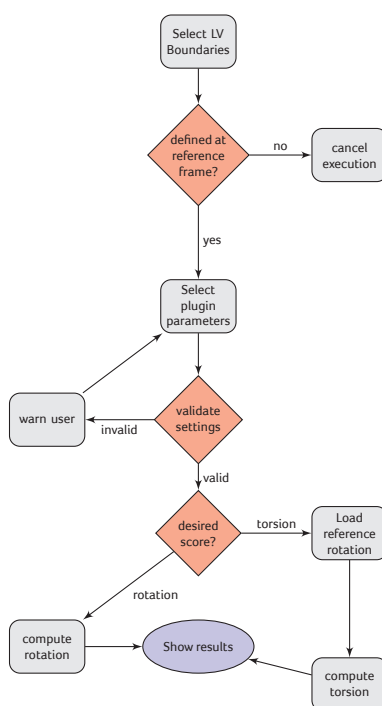 Select LV
Boundaries
defined at
reference
frame?
no
cancel
execution
yes
Select
plugin
parameters
warn user
invalid
validate
settings
valid
desired
score?
torsion
Load
reference
rotation
rotation
compute
rotation
Show results
compute
torsion